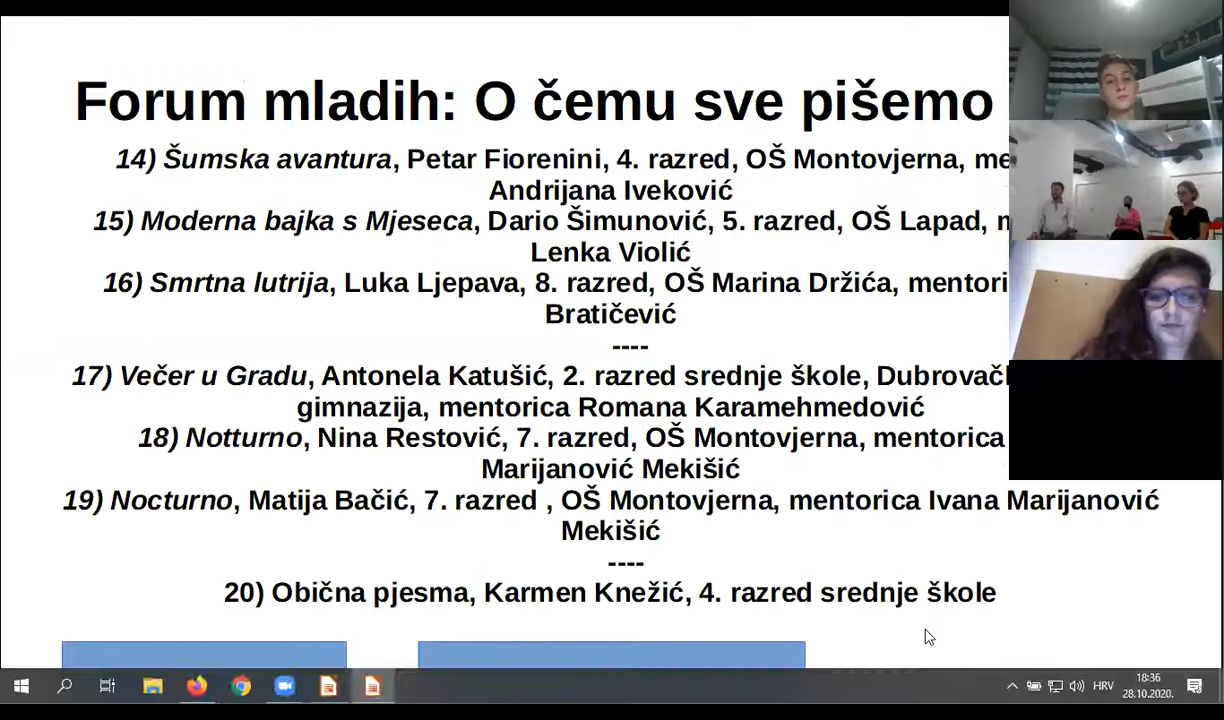 Forum mladih: O čemu sve pišemo
14) Šumska avantura, Petar Fiorenini, 4. razred, OŠ Montovjerna,
Andrijana Iveković
15) Moderna bajka s Mjeseca, Dario Šimunović, 5. razred, OŠ Lapad,
Lenka Violić
16) Smrtna lutrija, Luka Ljepava, 8. razred, OŠ Marina Držića,
Bratičević
----
17) Večer u Gradu, Antonela Katušić, 2. razred srednje škole,
gimnazija, mentorica Romana Karamehmedović
18) Notturno, Nina Restović, 7. razred, OŠ Montovjerna, mentorica
Marijanović Mekišić
19) Nocturno, Matija Bačić, 7. razred , OŠ Montovjerna, mentorica Ivana Marijanović
Mekišić
----
20) Obična pjesma, Karmen Knežić, 4. razred srednje škole
HRV
18:36
28.10.2020.